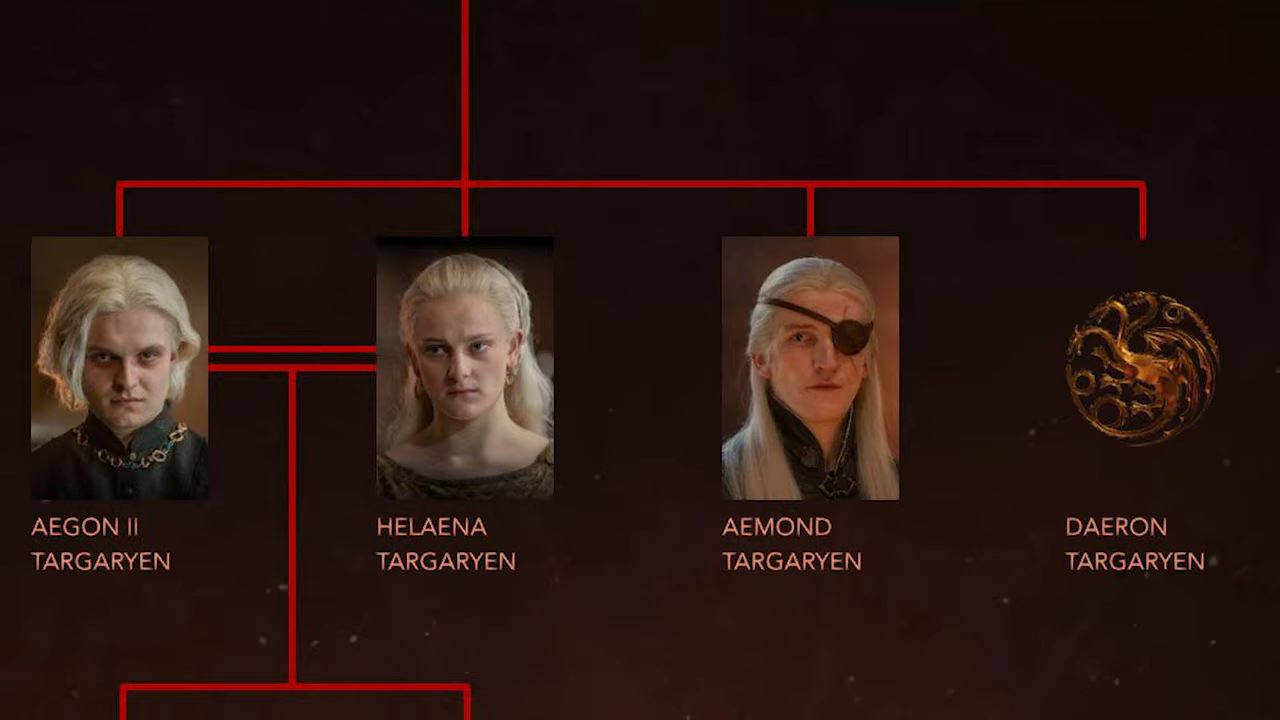 AEGON II
TARGARYEN
HELAENA
TARGARYEN
AEMOND
TARGARYEN
DAERON
TARGARYEN